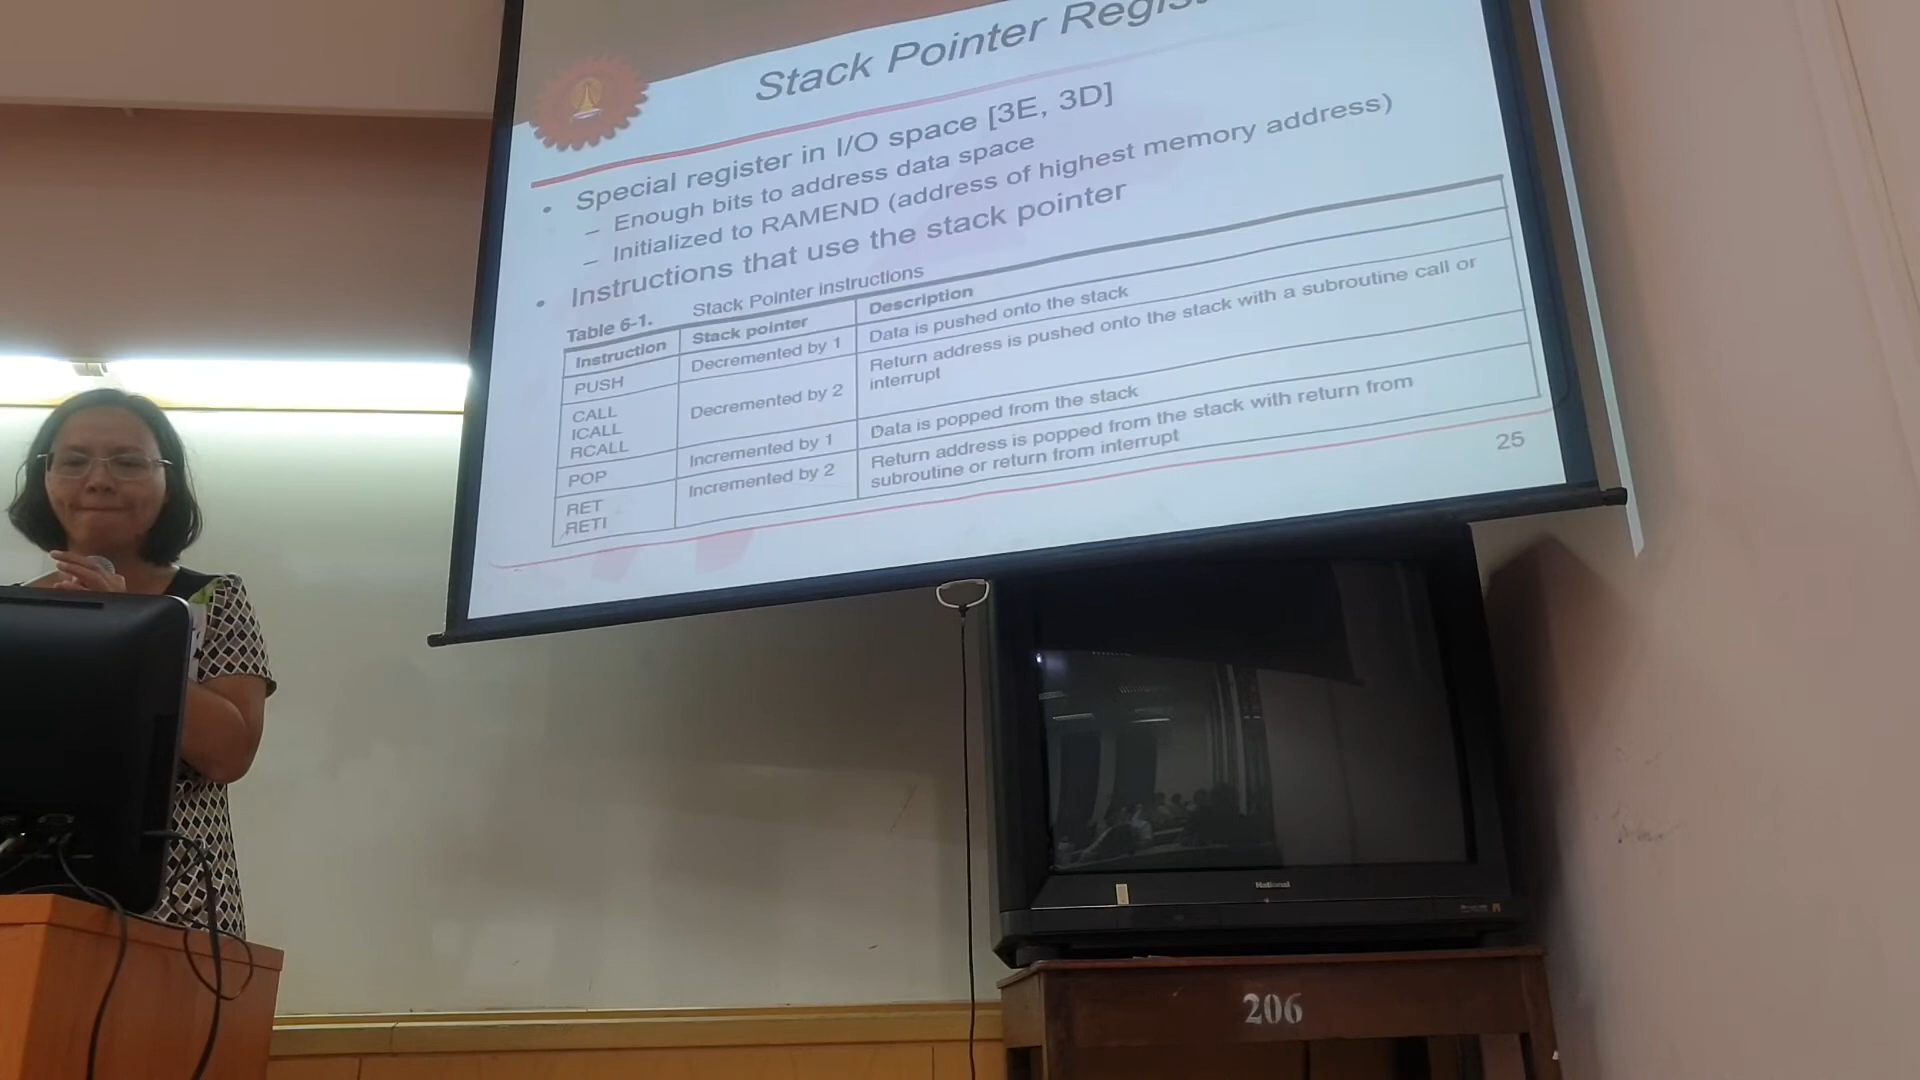 Stack Pointer
• Special register in I/O space [3E, 3D]
– Enough bits to address data space
– Initialized to RAMEND (address of highest memory address)
• Instructions that use the stack pointer
Table 6-1. Stack Pointer instructions
Instruction Stack pointer Description
PUSH Decremented by 1 Data is pushed onto the stack
CALL
ICALL
RCALL
Decremented by 2
Return address is pushed onto the stack with a subroutine call or
interrupt
POP Incremented by 1 Data is popped from the stack
RET
RETI
Incremented by 2
Return address is popped from the stack with return from
subroutine or return from interrupt
25
National
206